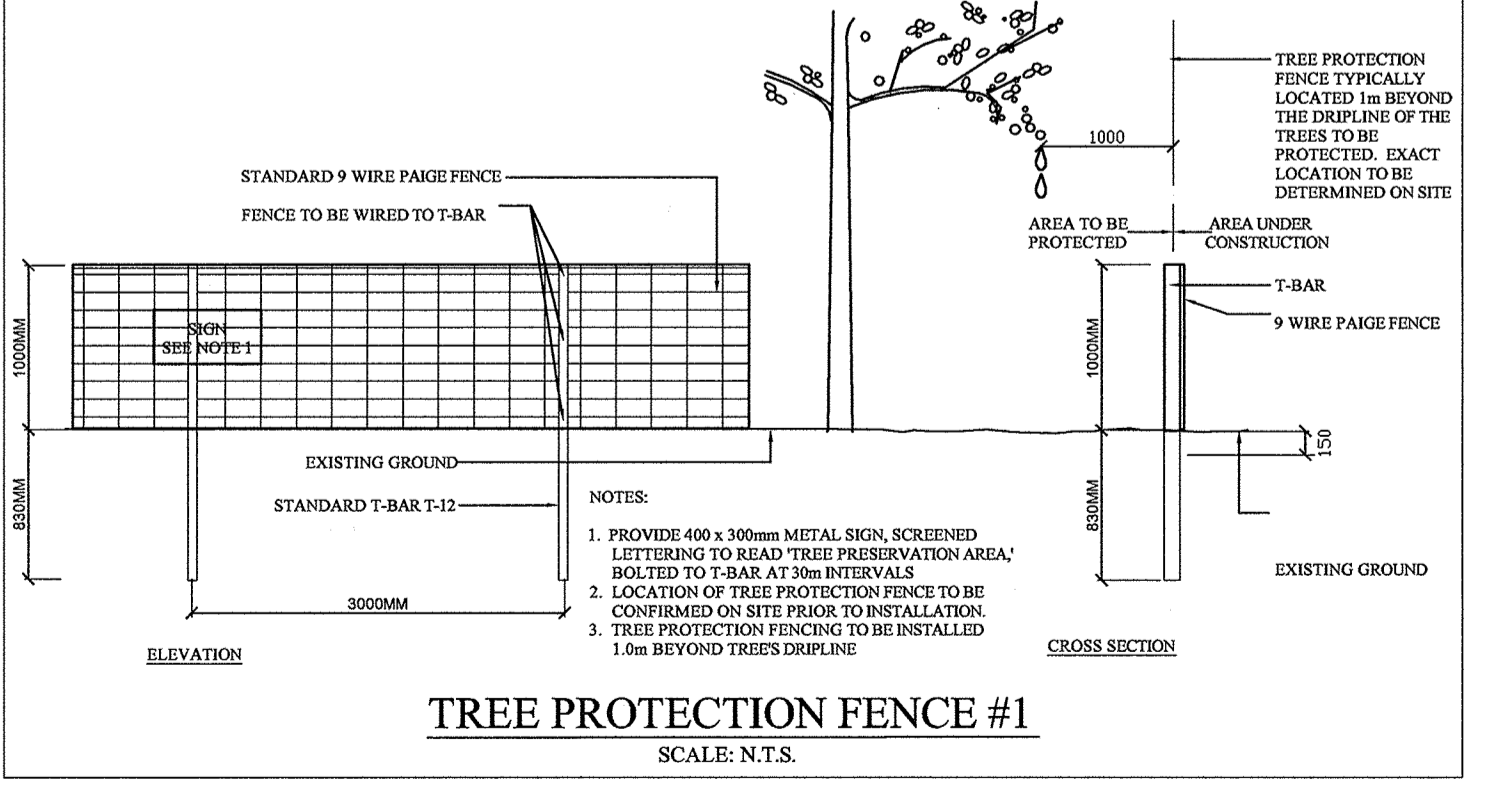 TREE PROTECTION
FENCE TYPICALLY
LOCATED 1m BEYOND
THE DRIPLINE OF THE
TREES TO BE
PROTECTED. EXACT
LOCATION TO BE
DETERMINED ON SITE
1000
STANDARD 9 WIRE PAIGE FENCE
FENCE TO BE WIRED TO T-BAR
AREA TO BE
PROTECTED
AREA UNDER
CONSTRUCTION
T-BAR
9 WIRE PAIGE FENCE
1000MM
SIGN
SEE NOTE 1
1000MM
150
EXISTING GROUND
STANDARD T-BAR T-12
830MM
830MM
3000MM
NOTES:
1. PROVIDE 400 x 300mm METAL SIGN, SCREENED
LETTERING TO READ 'TREE PRESERVATION AREA,'
BOLTED TO T-BAR AT 30m INTERVALS
2. LOCATION OF TREE PROTECTION FENCE TO BE
CONFIRMED ON SITE PRIOR TO INSTALLATION.
3. TREE PROTECTION FENCING TO BE INSTALLED
1.0m BEYOND TREE'S DRIPLINE
EXISTING GROUND
ELEVATION
CROSS SECTION
TREE PROTECTION FENCE #1
SCALE: N.T.S.